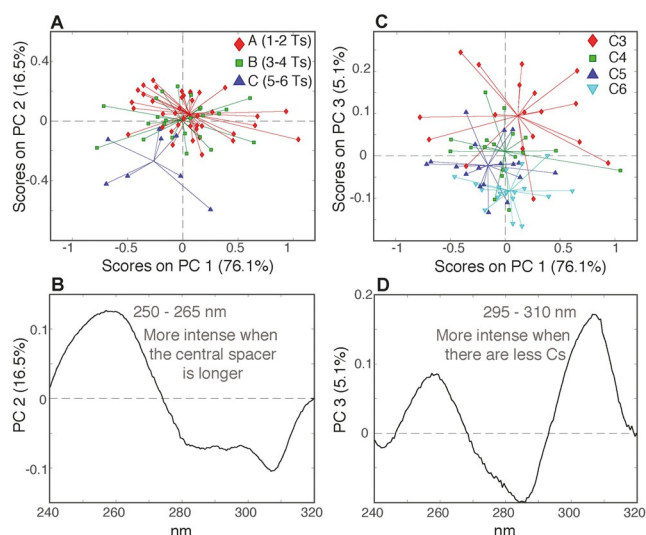 A
A (1-2 Ts)
B (3-4 Ts)
C (5-6 Ts)
Scores on PC 2 (16.5%)
0.4
0
-0.4
-1
-0.5
0
0.5
1
Scores on PC 1 (76.1%)
C
C3
C4
C5
C6
Scores on PC 3 (5.1%)
0.2
0.1
0
-0.1
-1
-0.5
0
0.5
1
Scores on PC 1 (76.1%)
B
250 - 265 nm
More intense when
the central spacer
is longer
PC 2 (16.5%)
0.1
0
-0.1
240
260
280
300
320
nm
D
295 - 310 nm
More intense when
there are less Cs
PC 3 (5.1%)
0.2
0.1
0
240
260
280
300
320
nm